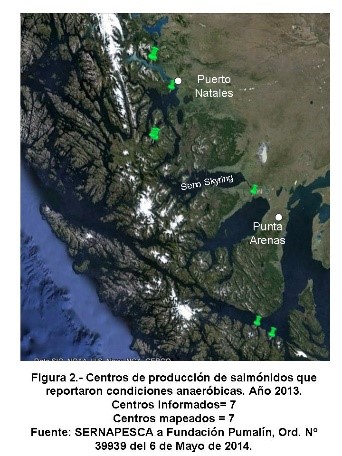 Puerto
Natales
Seno Skyring
Punta
Arenas
Data SIO, NOAA, U.S. Navy, NGA, GEBCO
Figura 2.- Centros de producción de salmónidos que
reportaron condiciones anaeróbicas. Año 2013.
Centros informados= 7
Centros mapeados = 7
Fuente: SERNAPESCA a Fundación Pumalín, Ord. Nº
39939 del 6 de Mayo de 2014.